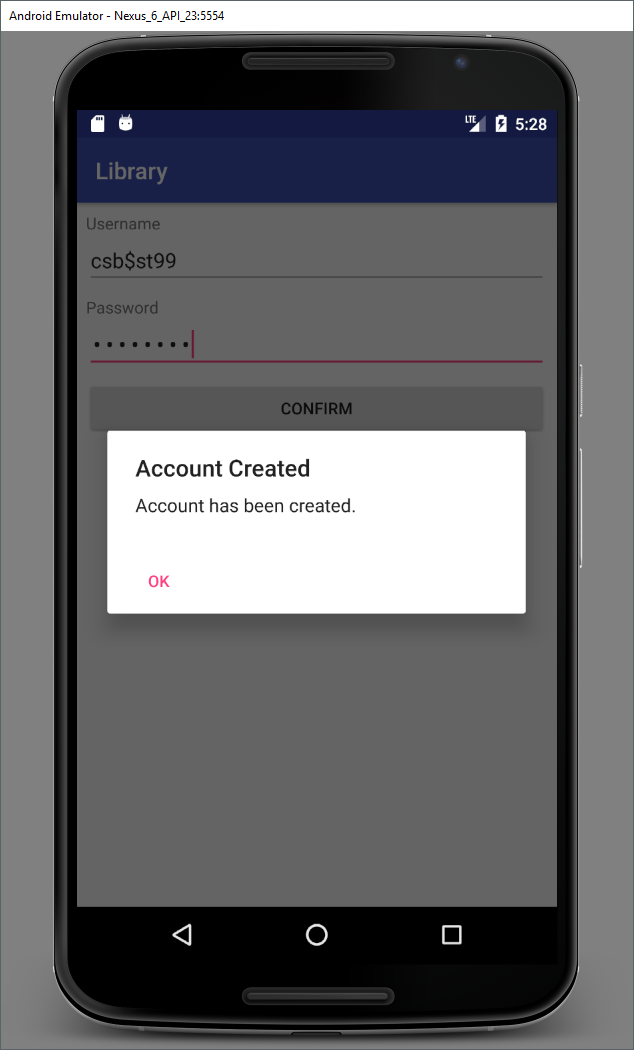 Android Emulator - Nexus_6_API_23:5554
LTE 5:28
Library
Username
csb$st99
Password
••••••••
CONFIRM
Account Created
Account has been created.
OK